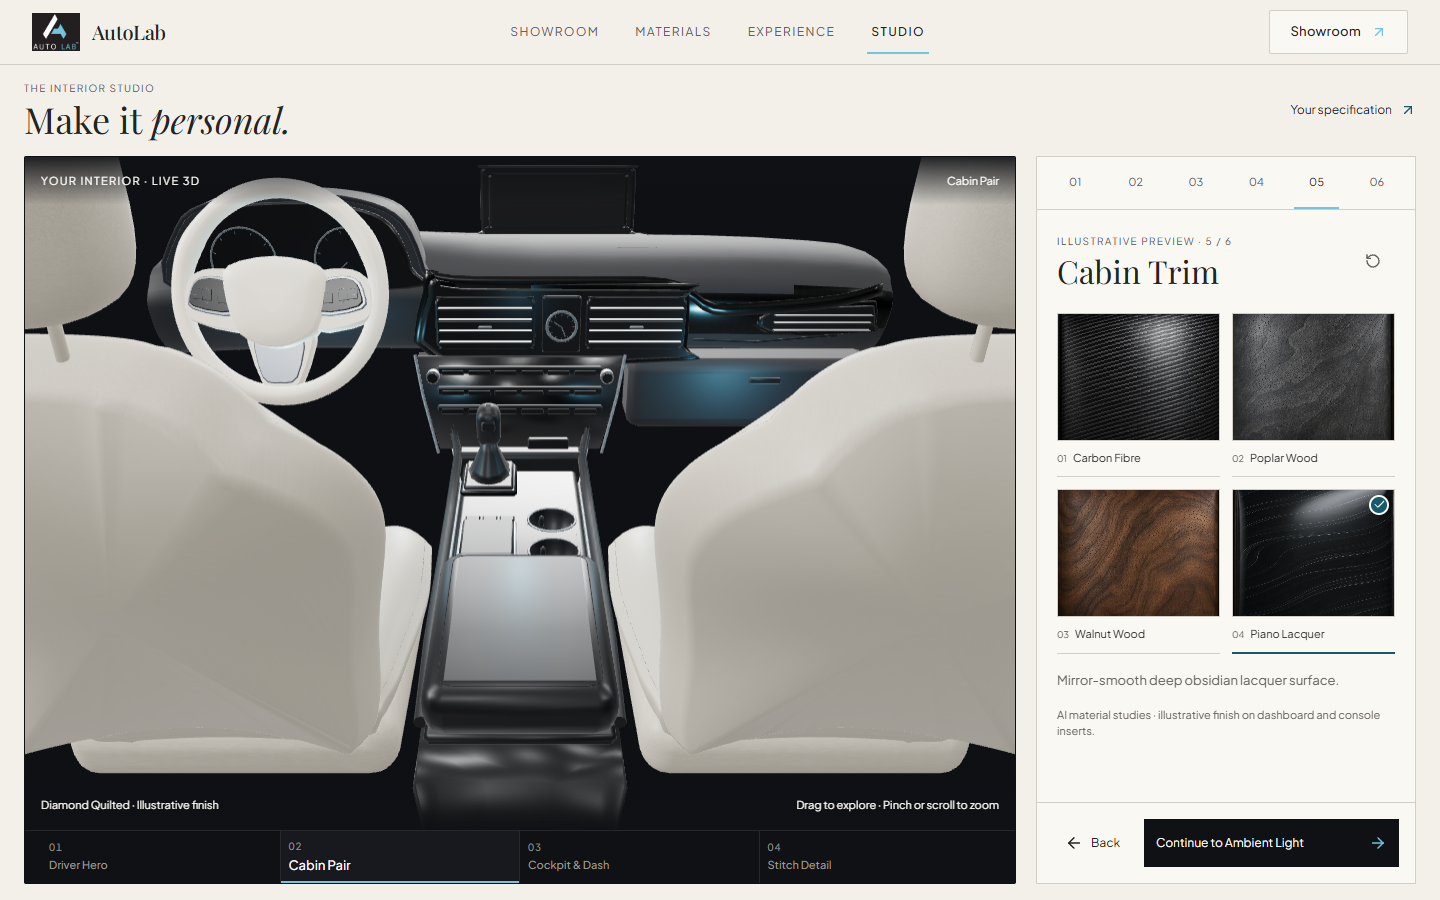 AUTO LAB
AutoLab
SHOWROOM
MATERIALS
EXPERIENCE
STUDIO
Showroom
THE INTERIOR STUDIO
Make it personal.
Your specification
YOUR INTERIOR · LIVE 3D
Cabin Pair
Diamond Quilted · Illustrative finish
Drag to explore · Pinch or scroll to zoom
01
Driver Hero
02
Cabin Pair
03
Cockpit & Dash
04
Stitch Detail
01
02
03
04
05
06
ILLUSTRATIVE PREVIEW · 5 / 6
Cabin Trim
01 Carbon Fibre
02 Poplar Wood
03 Walnut Wood
04 Piano Lacquer
Mirror-smooth deep obsidian lacquer surface.
AI material studies · illustrative finish on dashboard and console
inserts.
Back
Continue to Ambient Light